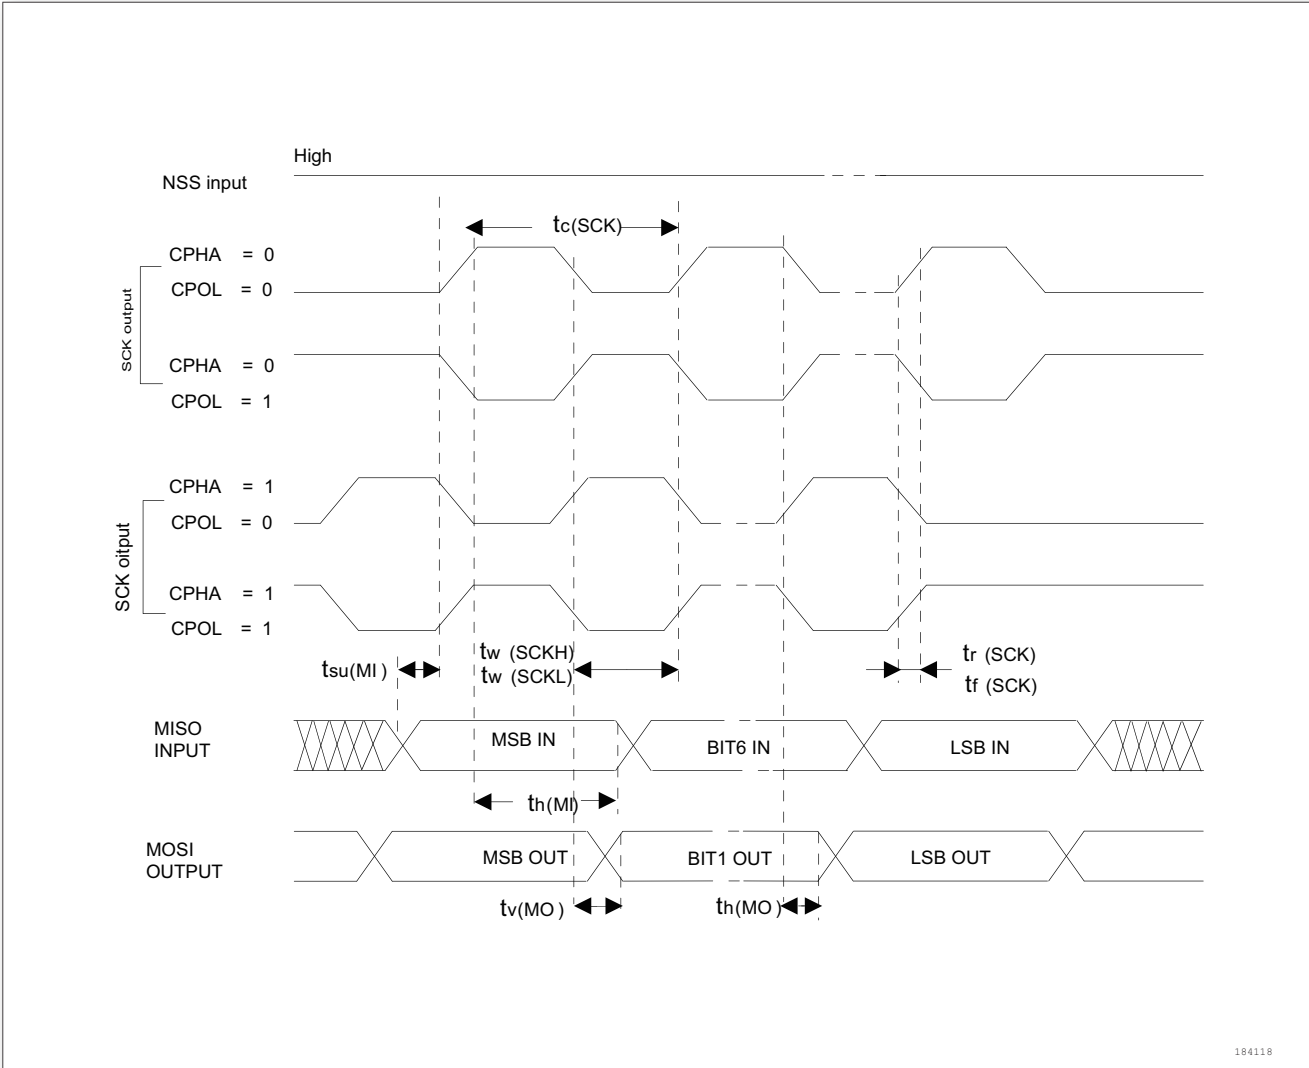 High
NSS input
tc(SCK)
CPHA = 0
CPOL = 0
SCK output
CPHA = 0
CPOL = 1
CPHA = 1
CPOL = 0
SCK oitput
CPHA = 1
CPOL = 1
tsu(MI )
tw (SCKH)
tw (SCKL)
tr (SCK)
tf (SCK)
MISO
INPUT
MSB IN
BIT6 IN
LSB IN
th(MI)
MOSI
OUTPUT
MSB OUT
BIT1 OUT
LSB OUT
tv(MO )
th(MO)
184118